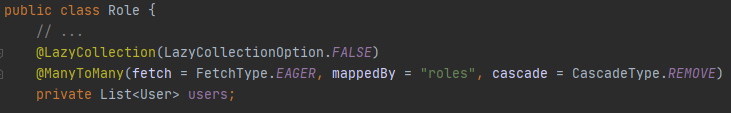 public class Role {
// ...
@LazyCollection(LazyCollectionOption.FALSE)
@ManyToMany(fetch = FetchType.EAGER, mappedBy = "roles", cascade = CascadeType.REMOVE)
private List<User> users;